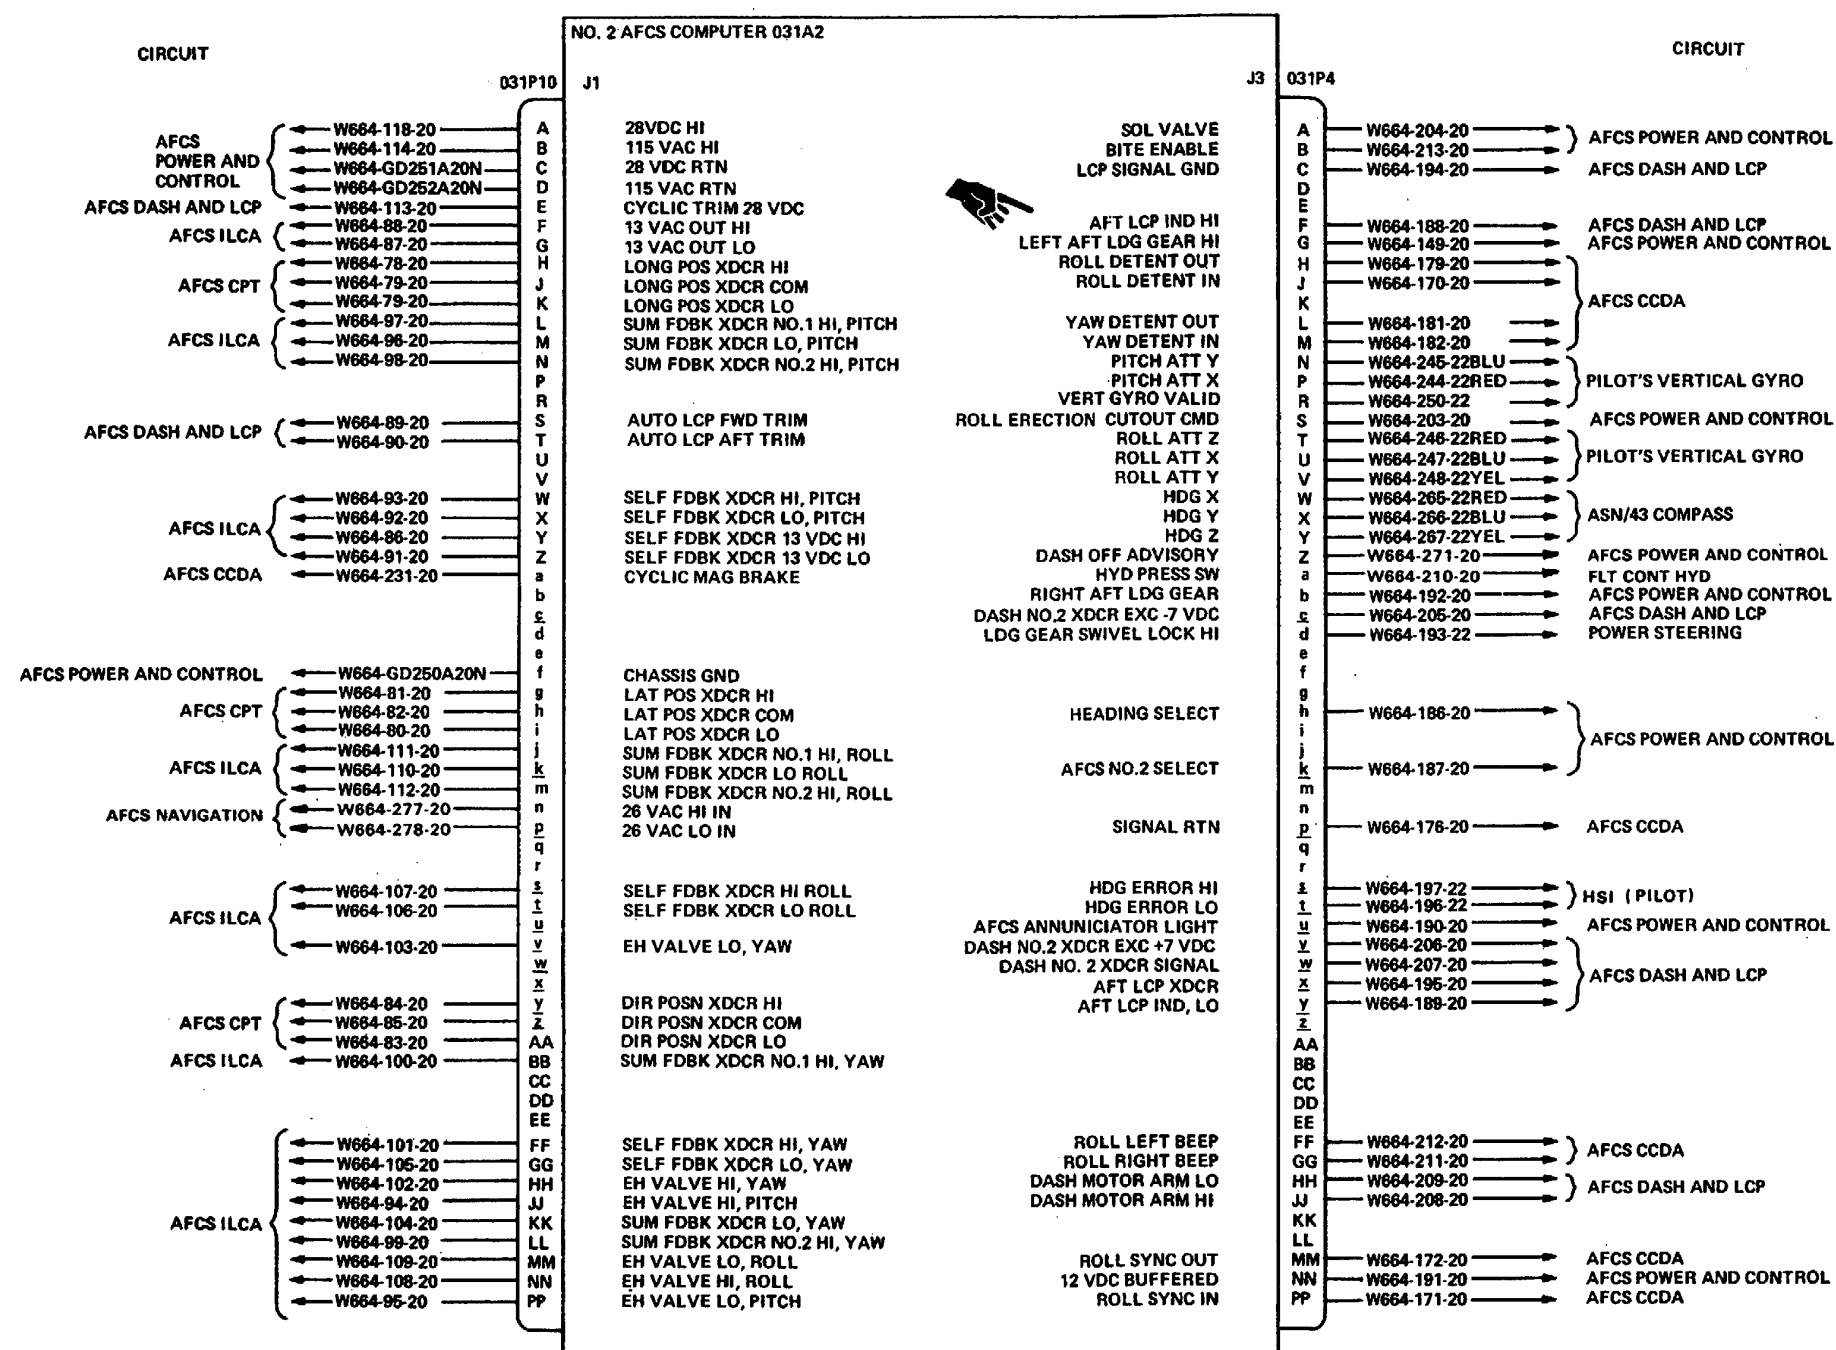 NO. 2 AFCS COMPUTER 031A2
CIRCUIT
CIRCUIT
031P10 J1
J3 031P4
AFCS POWER AND CONTROL
W664-118-20 A 28VDC HI
W664-114-20 B 115 VAC HI
W664-GD251A20N C 28 VDC RTN
W664-GD252A20N D 115 VAC RTN
AFCS DASH AND LCP W664-113-20 E CYCLIC TRIM 28 VDC
AFCS ILCA
W664-88-20 F 13 VAC OUT HI
W664-87-20 G 13 VAC OUT LO
AFCS CPT
W664-78-20 H LONG POS XDCR HI
W664-79-20 J LONG POS XDCR COM
W664-79-20 K LONG POS XDCR LO
AFCS ILCA
W664-97-20 L SUM FDBK XDCR NO.1 HI, PITCH
W664-96-20 M SUM FDBK XDCR LO, PITCH
W664-98-20 N SUM FDBK XDCR NO.2 HI, PITCH
P
R
AFCS DASH AND LCP
W664-89-20 S AUTO LCP FWD TRIM
W664-90-20 T AUTO LCP AFT TRIM
U
V
AFCS ILCA
W664-93-20 W SELF FDBK XDCR HI, PITCH
W664-92-20 X SELF FDBK XDCR LO, PITCH
W664-86-20 Y SELF FDBK XDCR 13 VDC HI
W664-91-20 Z SELF FDBK XDCR 13 VDC LO
AFCS CCDA W664-231-20 a CYCLIC MAG BRAKE
b
c
d
e
AFCS POWER AND CONTROL W664-GD250A20N f CHASSIS GND
AFCS CPT
W664-81-20 g LAT POS XDCR HI
W664-82-20 h LAT POS XDCR COM
W664-80-20 i LAT POS XDCR LO
AFCS ILCA
W664-111-20 j SUM FDBK XDCR NO.1 HI, ROLL
W664-110-20 k SUM FDBK XDCR LO ROLL
W664-112-20 m SUM FDBK XDCR NO.2 HI, ROLL
AFCS NAVIGATION
W664-277-20 n 26 VAC HI IN
W664-278-20 p 26 VAC LO IN
q
r
AFCS ILCA
W664-107-20 s SELF FDBK XDCR HI ROLL
W664-106-20 t SELF FDBK XDCR LO ROLL
u
W664-103-20 v EH VALVE LO, YAW
w
x
AFCS CPT
W664-84-20 y DIR POSN XDCR HI
W664-85-20 z DIR POSN XDCR COM
W664-83-20 AA DIR POSN XDCR LO
AFCS ILCA W664-100-20 BB SUM FDBK XDCR NO.1 HI, YAW
CC
DD
EE
AFCS ILCA
W664-101-20 FF SELF FDBK XDCR HI, YAW
W664-105-20 GG SELF FDBK XDCR LO, YAW
W664-102-20 HH EH VALVE HI, YAW
W664-94-20 JJ EH VALVE HI, PITCH
W664-104-20 KK SUM FDBK XDCR LO, YAW
W664-99-20 LL SUM FDBK XDCR NO.2 HI, YAW
W664-109-20 MM EH VALVE LO, ROLL
W664-108-20 NN EH VALVE HI, ROLL
W664-95-20 PP EH VALVE LO, PITCH
SOL VALVE A W664-204-20
BITE ENABLE B W664-213-20
AFCS POWER AND CONTROL
LCP SIGNAL GND C W664-194-20 AFCS DASH AND LCP
D
E
AFT LCP IND HI F W664-188-20 AFCS DASH AND LCP
LEFT AFT LDG GEAR HI G W664-149-20 AFCS POWER AND CONTROL
ROLL DETENT OUT H W664-179-20
ROLL DETENT IN J W664-170-20
K
AFCS CCDA
YAW DETENT OUT L W664-181-20
YAW DETENT IN M W664-182-20
PITCH ATT Y N W664-245-22BLU
PITCH ATT X P W664-244-22RED
PILOT'S VERTICAL GYRO
VERT GYRO VALID R W664-250-22
ROLL ERECTION CUTOUT CMD S W664-203-20 AFCS POWER AND CONTROL
ROLL ATT Z T W664-246-22RED
ROLL ATT X U W664-247-22BLU
PILOT'S VERTICAL GYRO
ROLL ATT Y V W664-248-22YEL
HDG X W W664-265-22RED
HDG Y X W664-266-22BLU
ASN/43 COMPASS
HDG Z Y W664-267-22YEL
DASH OFF ADVISORY Z W664-271-20 AFCS POWER AND CONTROL
HYD PRESS SW a W664-210-20 FLT CONT HYD
RIGHT AFT LDG GEAR b W664-192-20 AFCS POWER AND CONTROL
DASH NO.2 XDCR EXC -7 VDC c W664-205-20 AFCS DASH AND LCP
LDG GEAR SWIVEL LOCK HI d W664-193-22 POWER STEERING
e
f
g
HEADING SELECT h W664-186-20
i
AFCS POWER AND CONTROL
j
AFCS NO.2 SELECT k W664-187-20
m
n
SIGNAL RTN p W664-176-20 AFCS CCDA
q
r
HDG ERROR HI s W664-197-22
HSI (PILOT)
HDG ERROR LO t W664-196-22
AFCS ANNUNICIATOR LIGHT u W664-190-20 AFCS POWER AND CONTROL
DASH NO.2 XDCR EXC +7 VDC v W664-206-20
DASH NO. 2 XDCR SIGNAL w W664-207-20
AFCS DASH AND LCP
AFT LCP XDCR x W664-195-20
AFT LCP IND, LO y W664-189-20
z
AA
BB
CC
DD
EE
ROLL LEFT BEEP FF W664-212-20
AFCS CCDA
ROLL RIGHT BEEP GG W664-211-20
DASH MOTOR ARM LO HH W664-209-20
AFCS DASH AND LCP
DASH MOTOR ARM HI JJ W664-208-20
KK
LL
ROLL SYNC OUT MM W664-172-20 AFCS CCDA
12 VDC BUFFERED NN W664-191-20 AFCS POWER AND CONTROL
ROLL SYNC IN PP W664-171-20 AFCS CCDA